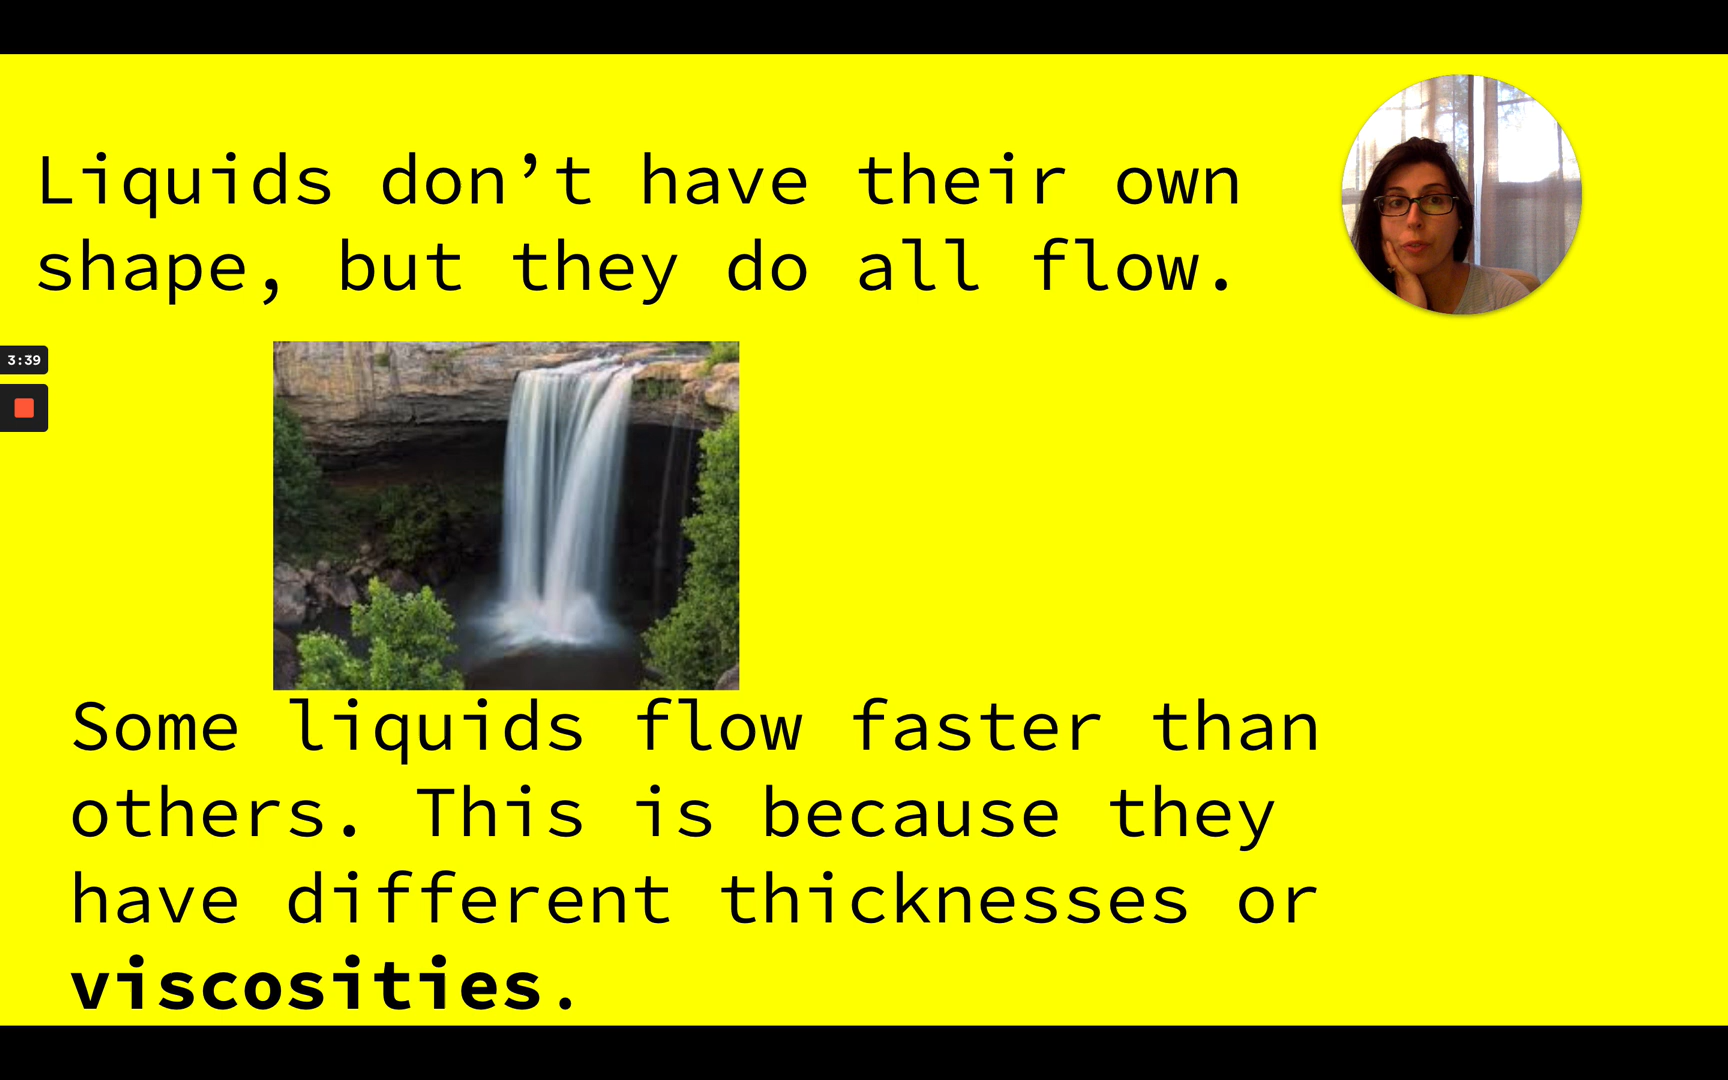 Liquids don’t have their own
shape, but they do all flow.
3:39
Some liquids flow faster than
others. This is because they
have different thicknesses or
viscosities.